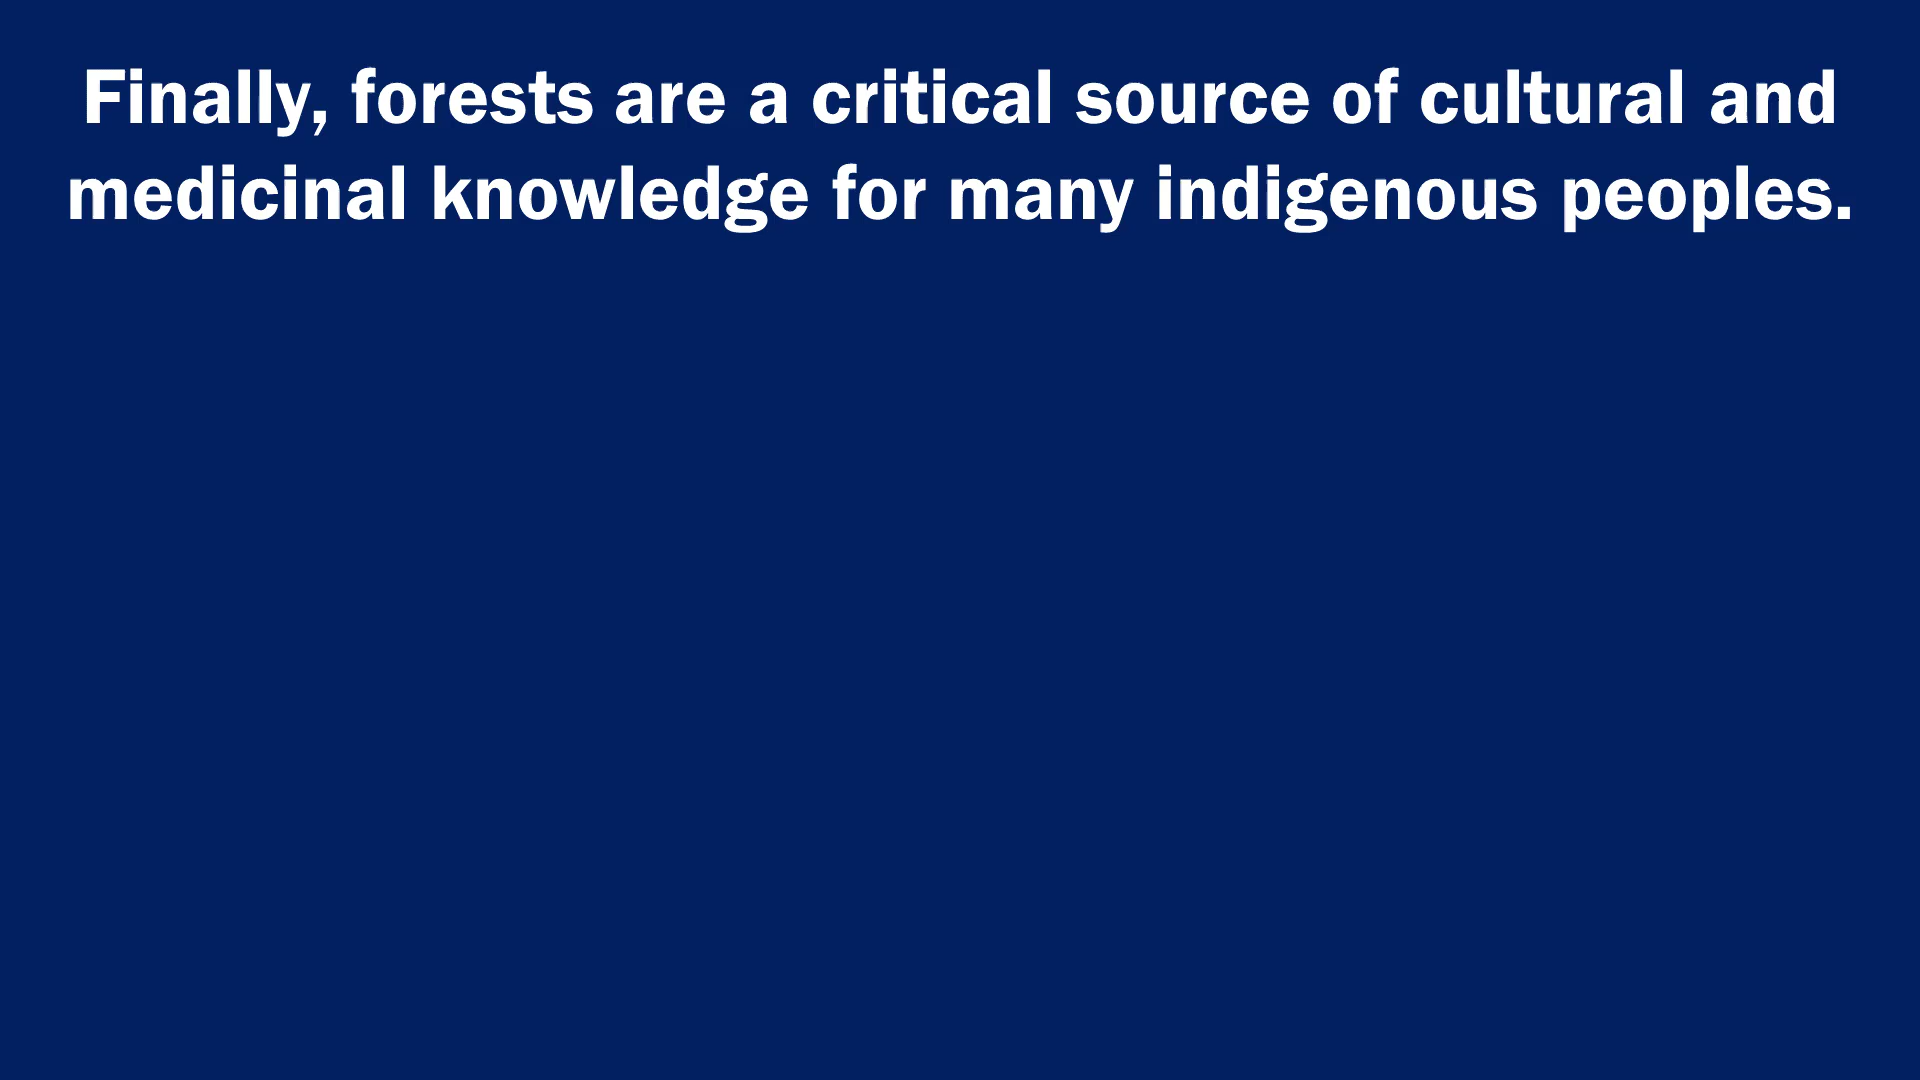 Finally, forests are a critical source of cultural and
medicinal knowledge for many indigenous peoples.